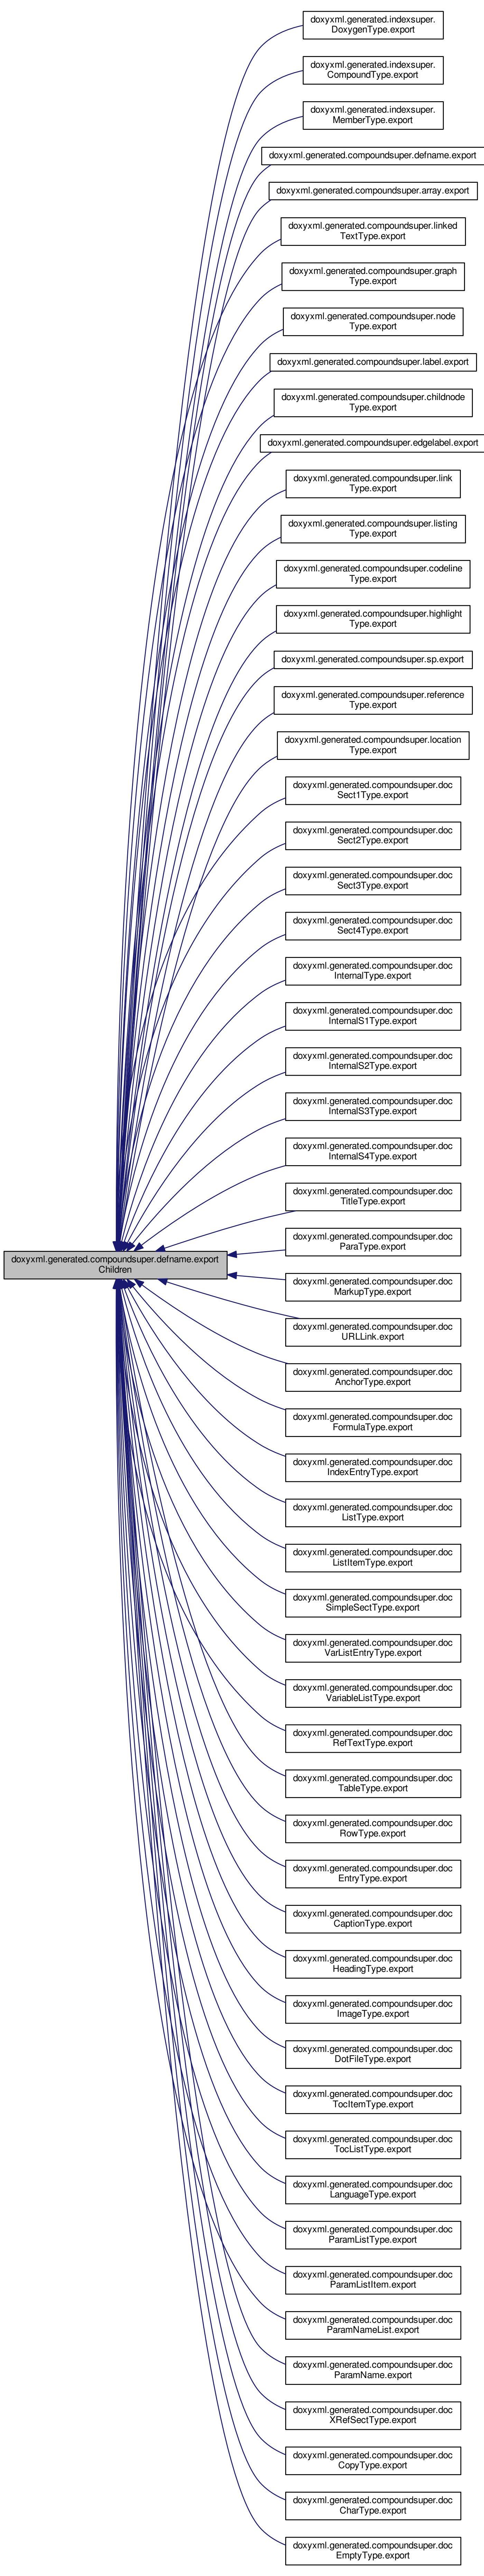 doxyxml.generated.indexsuper.
DoxygenType.export
doxyxml.generated.indexsuper.
CompoundType.export
doxyxml.generated.indexsuper.
MemberType.export
doxyxml.generated.compoundsuper.defname.export
doxyxml.generated.compoundsuper.array.export
doxyxml.generated.compoundsuper.linked
TextType.export
doxyxml.generated.compoundsuper.graph
Type.export
doxyxml.generated.compoundsuper.node
Type.export
doxyxml.generated.compoundsuper.label.export
doxyxml.generated.compoundsuper.childnode
Type.export
doxyxml.generated.compoundsuper.edgelabel.export
doxyxml.generated.compoundsuper.link
Type.export
doxyxml.generated.compoundsuper.listing
Type.export
doxyxml.generated.compoundsuper.codeline
Type.export
doxyxml.generated.compoundsuper.highlight
Type.export
doxyxml.generated.compoundsuper.sp.export
doxyxml.generated.compoundsuper.reference
Type.export
doxyxml.generated.compoundsuper.location
Type.export
doxyxml.generated.compoundsuper.doc
Sect1Type.export
doxyxml.generated.compoundsuper.doc
Sect2Type.export
doxyxml.generated.compoundsuper.doc
Sect3Type.export
doxyxml.generated.compoundsuper.doc
Sect4Type.export
doxyxml.generated.compoundsuper.doc
InternalType.export
doxyxml.generated.compoundsuper.doc
InternalS1Type.export
doxyxml.generated.compoundsuper.doc
InternalS2Type.export
doxyxml.generated.compoundsuper.doc
InternalS3Type.export
doxyxml.generated.compoundsuper.doc
InternalS4Type.export
doxyxml.generated.compoundsuper.doc
TitleType.export
doxyxml.generated.compoundsuper.doc
ParaType.export
doxyxml.generated.compoundsuper.defname.export
Children
doxyxml.generated.compoundsuper.doc
MarkupType.export
doxyxml.generated.compoundsuper.doc
URLLink.export
doxyxml.generated.compoundsuper.doc
AnchorType.export
doxyxml.generated.compoundsuper.doc
FormulaType.export
doxyxml.generated.compoundsuper.doc
IndexEntryType.export
doxyxml.generated.compoundsuper.doc
ListType.export
doxyxml.generated.compoundsuper.doc
ListItemType.export
doxyxml.generated.compoundsuper.doc
SimpleSectType.export
doxyxml.generated.compoundsuper.doc
VarListEntryType.export
doxyxml.generated.compoundsuper.doc
VariableListType.export
doxyxml.generated.compoundsuper.doc
RefTextType.export
doxyxml.generated.compoundsuper.doc
TableType.export
doxyxml.generated.compoundsuper.doc
RowType.export
doxyxml.generated.compoundsuper.doc
EntryType.export
doxyxml.generated.compoundsuper.doc
CaptionType.export
doxyxml.generated.compoundsuper.doc
HeadingType.export
doxyxml.generated.compoundsuper.doc
ImageType.export
doxyxml.generated.compoundsuper.doc
DotFileType.export
doxyxml.generated.compoundsuper.doc
TocItemType.export
doxyxml.generated.compoundsuper.doc
TocListType.export
doxyxml.generated.compoundsuper.doc
LanguageType.export
doxyxml.generated.compoundsuper.doc
ParamListType.export
doxyxml.generated.compoundsuper.doc
ParamListItem.export
doxyxml.generated.compoundsuper.doc
ParamNameList.export
doxyxml.generated.compoundsuper.doc
ParamName.export
doxyxml.generated.compoundsuper.doc
XRefSectType.export
doxyxml.generated.compoundsuper.doc
CopyType.export
doxyxml.generated.compoundsuper.doc
CharType.export
doxyxml.generated.compoundsuper.doc
EmptyType.export